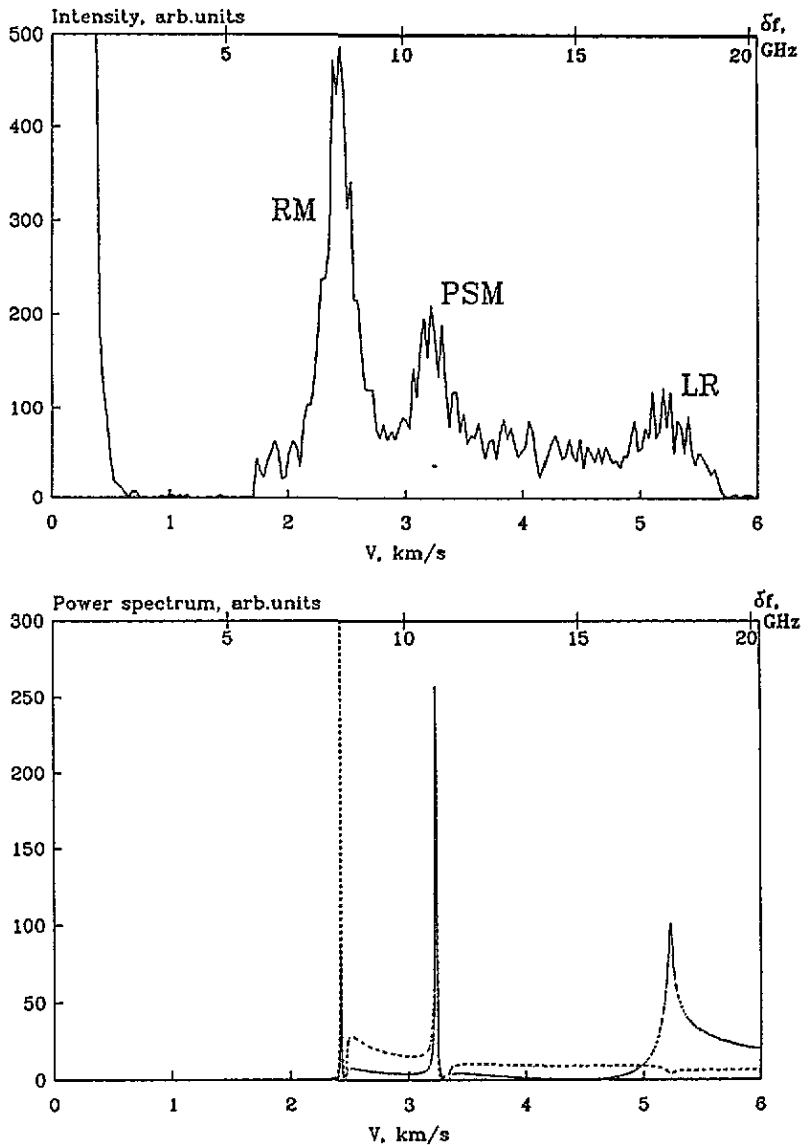 Intensity, arb.units
δf,
GHz
5 10 15 20
500
400
300
200
100
0
RM
PSM
LR
0 1 2 3 4 5 6
V, km/s
Power spectrum, arb.units
δf,
GHz
5 10 15 20
300
250
200
150
100
50
0
0 1 2 3 4 5 6
V, km/s